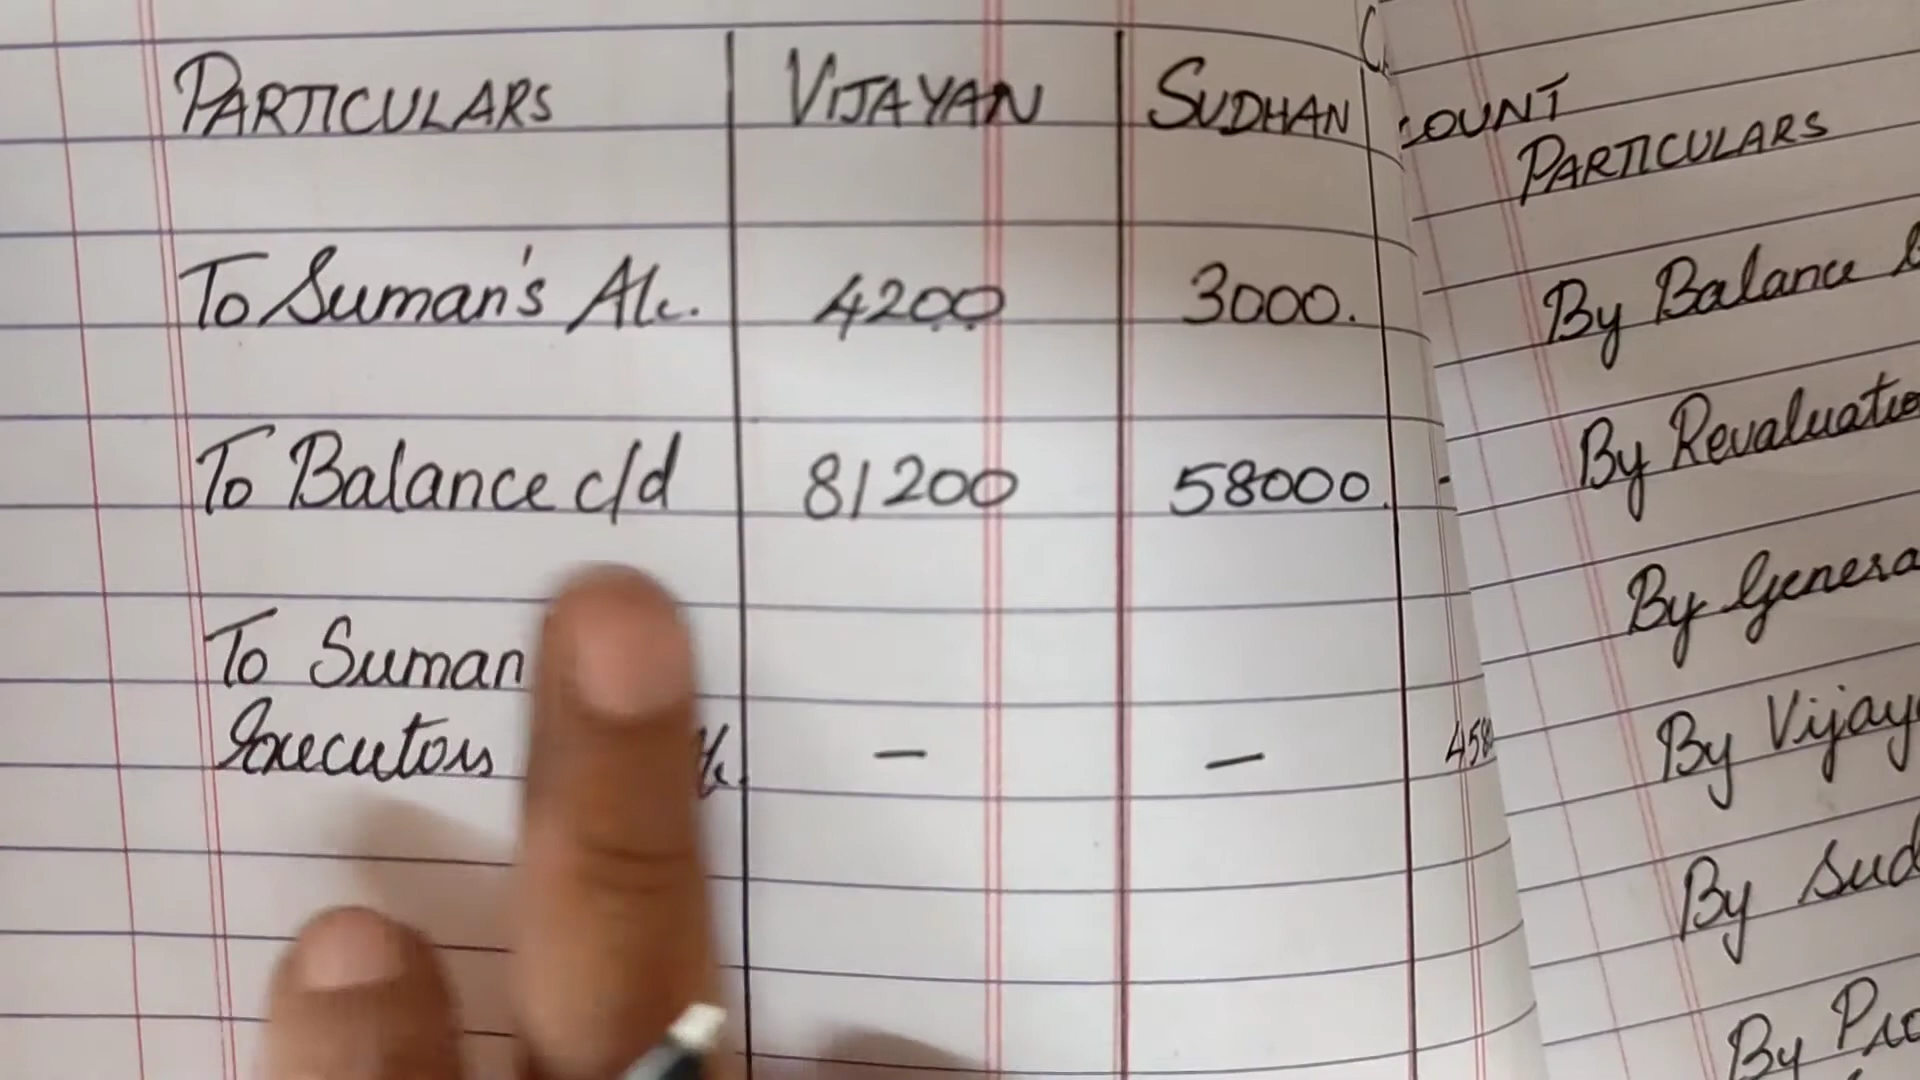 PARTICULARS VIJAYAN SUDHAN
To Suman's A/c. 4200 3000.
To Balance c/d 81200 58000. -
To Suman
Executors – –
COUNT
PARTICULARS
By Balance
By Revaluatio
By Genera
By Vijay
By Sud
By Pro